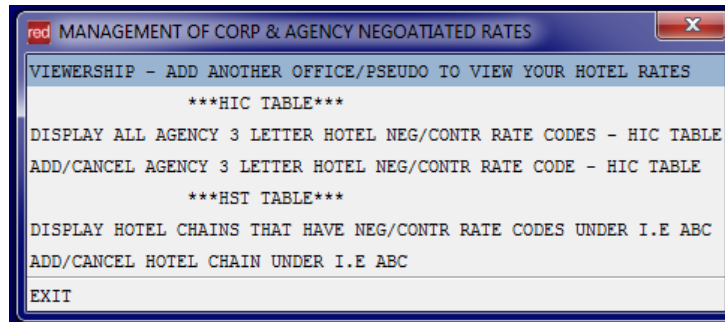 red MANAGEMENT OF CORP & AGENCY NEGOATIATED RATES X
VIEWERSHIP - ADD ANOTHER OFFICE/PSEUDO TO VIEW YOUR HOTEL RATES
***HIC TABLE***
DISPLAY ALL AGENCY 3 LETTER HOTEL NEG/CONTR RATE CODES - HIC TABLE
ADD/CANCEL AGENCY 3 LETTER HOTEL NEG/CONTR RATE CODE - HIC TABLE
***HST TABLE***
DISPLAY HOTEL CHAINS THAT HAVE NEG/CONTR RATE CODES UNDER I.E ABC
ADD/CANCEL HOTEL CHAIN UNDER I.E ABC
EXIT